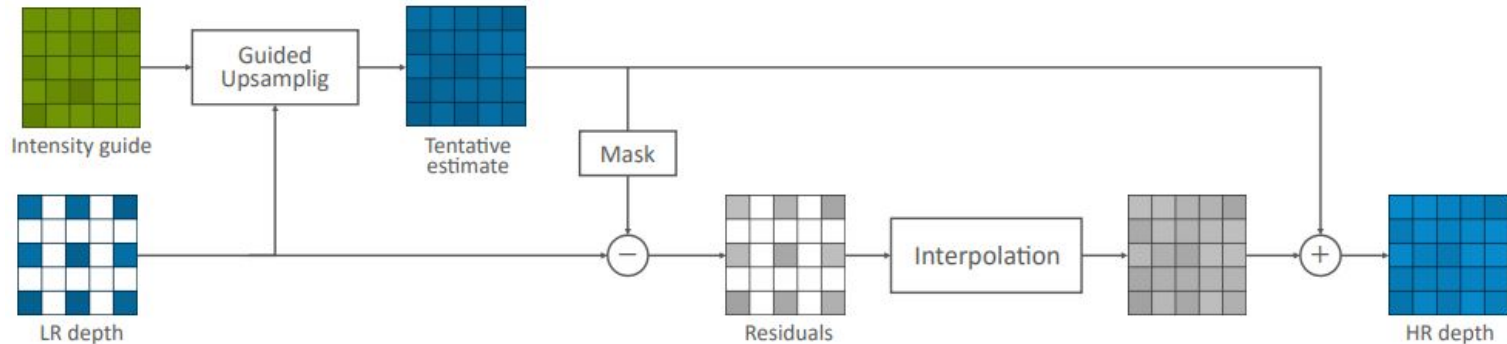 Guided
Upsamplig
Intensity guide
Tentative
estimate
Mask
−
Interpolation
+
LR depth
Residuals
HR depth